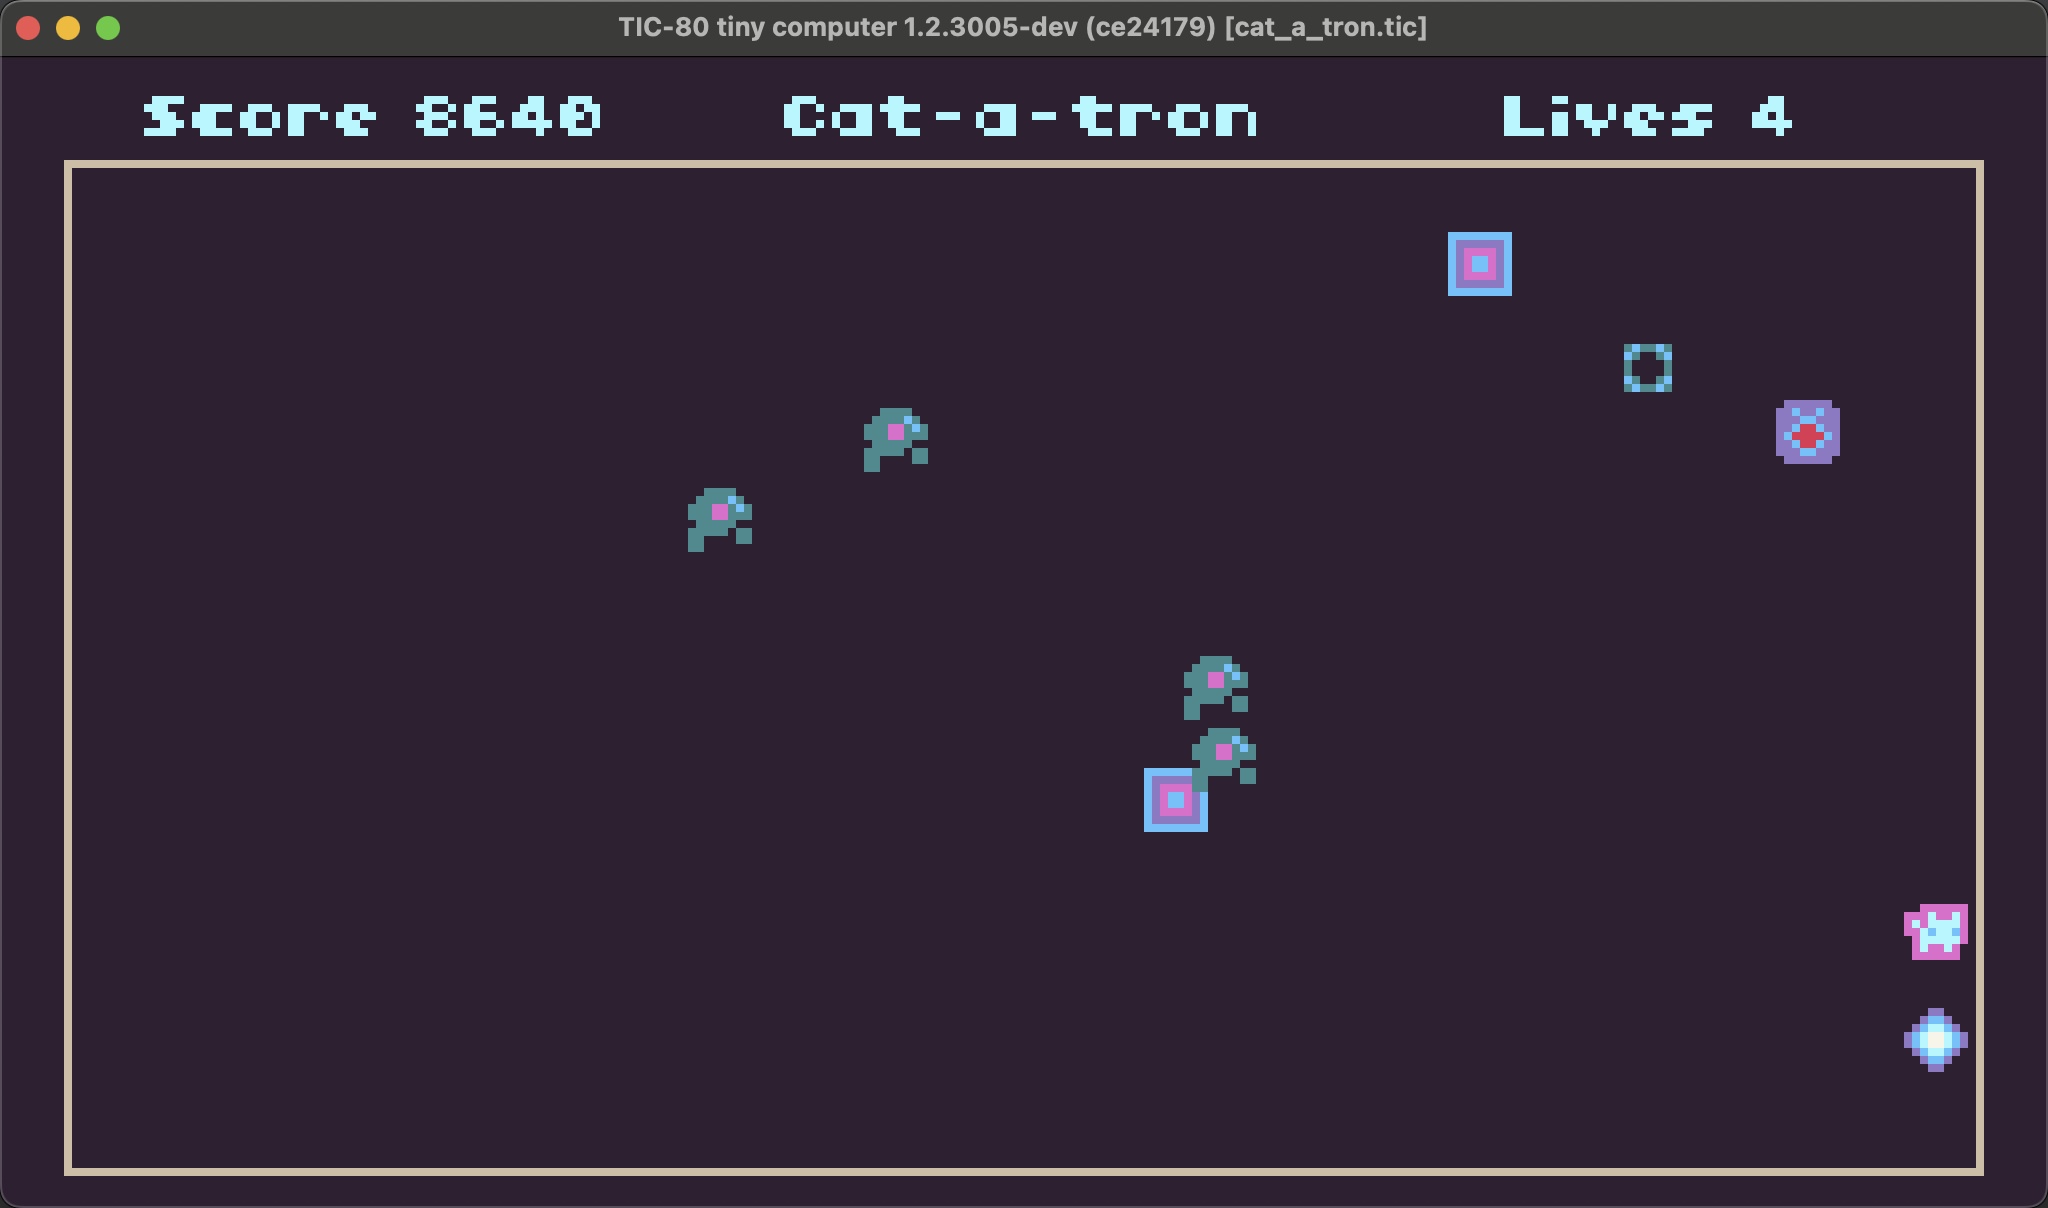 TIC-80 tiny computer 1.2.3005-dev (ce24179) [cat_a_tron.tic]
Score 8640 Cat-a-tron Lives 4